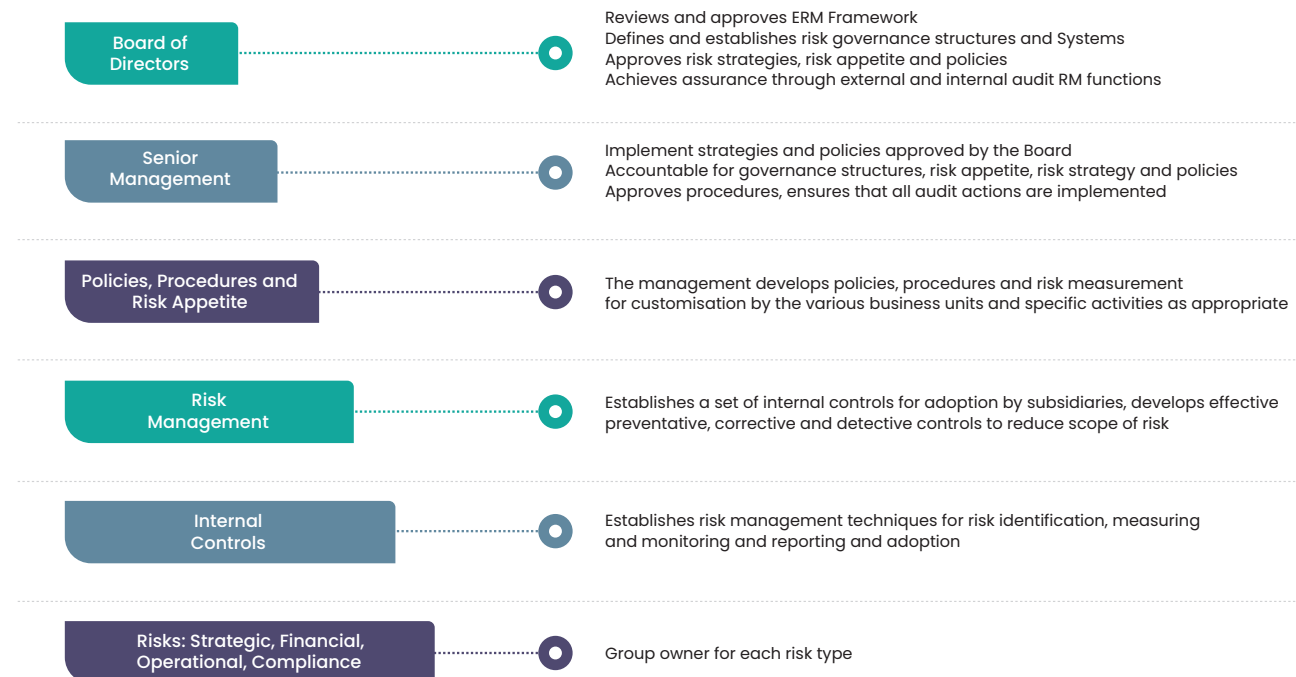 Board of
Directors
Reviews and approves ERM Framework
Defines and establishes risk governance structures and Systems
Approves risk strategies, risk appetite and policies
Achieves assurance through external and internal audit RM functions
Senior
Management
Implement strategies and policies approved by the Board
Accountable for governance structures, risk appetite, risk strategy and policies
Approves procedures, ensures that all audit actions are implemented
Policies, Procedures and
Risk Appetite
The management develops policies, procedures and risk measurement
for customisation by the various business units and specific activities as appropriate
Risk
Management
Establishes a set of internal controls for adoption by subsidiaries, develops effective
preventative, corrective and detective controls to reduce scope of risk
Internal
Controls
Establishes risk management techniques for risk identification, measuring
and monitoring and reporting and adoption
Risks: Strategic, Financial,
Operational, Compliance
Group owner for each risk type